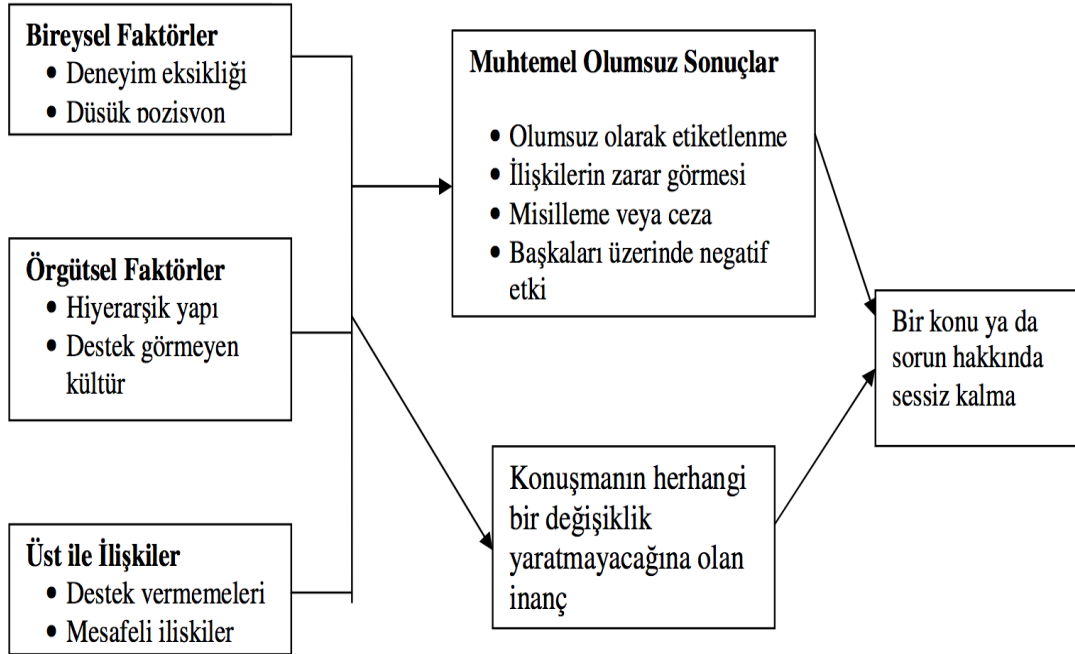 Bireysel Faktörler
• Deneyim eksikliği
• Düşük pozisyon
Örgütsel Faktörler
• Hiyerarşik yapı
• Destek görmeyen
kültür
Üst ile İlişkiler
• Destek vermemeleri
• Mesafeli iliskiler
Muhtemel Olumsuz Sonuçlar
• Olumsuz olarak etiketlenme
• İlişkilerin zarar görmesi
• Misilleme veya ceza
• Başkaları üzerinde negatif
etki
Konuşmanın herhangi
bir değişiklik
yaratmayacağına olan
inanç
Bir konu ya da
sorun hakkında
sessiz kalma